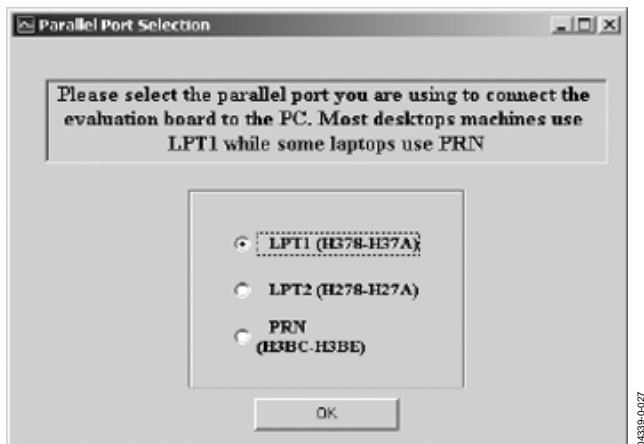 Parallel Port Selection
Please select the parallel port you are using to connect the
evaluation board to the PC. Most desktops machines use
LPT1 while some laptops use PRN
LPT1 (H378-H37A)
LPT2 (H278-H27A)
PRN
(H3BC-H3BE)
OK
04339-0-027